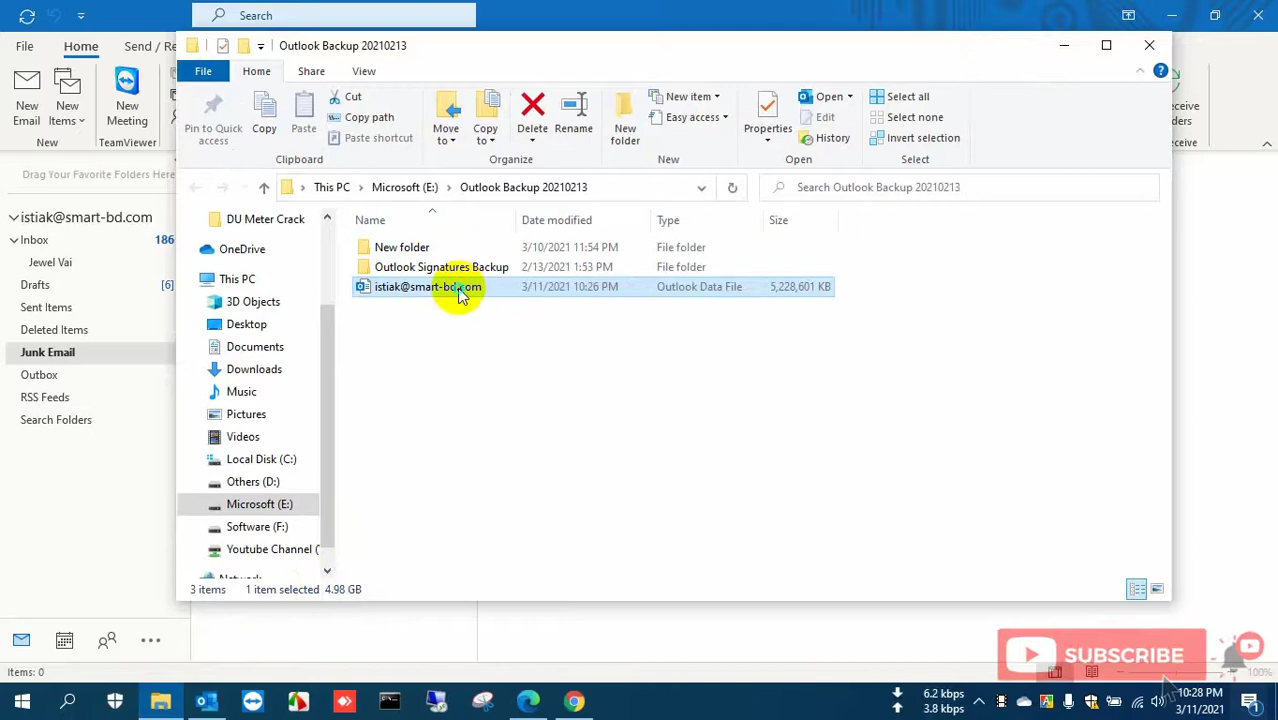 Search
File
Home
Send / Re
New
Email
New
Items
New
Meeting
New
TeamViewer
Drag Your Favorite Folders Here
istiak@smart-bd.com
Inbox
186
Jewel Vai
Drafts
[6]
Sent Items
Deleted Items
Junk Email
Outbox
RSS Feeds
Search Folders
Items: 0
Outlook Backup 20210213
File
Home
Share
View
Pin to Quick
access
Copy
Paste
Cut
Copy path
Paste shortcut
Clipboard
Move
to
Copy
to
Delete
Rename
Organize
New
folder
New item
Easy access
New
Properties
Open
Edit
History
Open
Select all
Select none
Invert selection
Select
This PC
Microsoft (E:)
Outlook Backup 20210213
Search Outlook Backup 20210213
DU Meter Crack
OneDrive
This PC
3D Objects
Desktop
Documents
Downloads
Music
Pictures
Videos
Local Disk (C:)
Others (D:)
Microsoft (E:)
Software (F:)
Youtube Channel (
Name Date modified Type Size
New folder 3/10/2021 11:54 PM File folder
Outlook Signatures Backup 2/13/2021 1:53 PM File folder
istiak@smart-bd.com 3/11/2021 10:26 PM Outlook Data File 5,228,601 KB
3 items 1 item selected 4.98 GB
eceive
ceive
SUBSCRIBE
100%
6.2 kbps
3.8 kbps
10:28 PM
3/11/2021
1